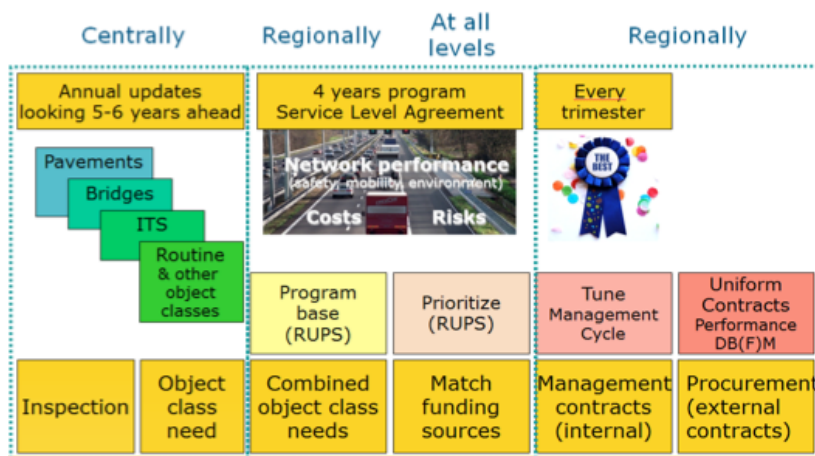 Centrally
Regionally
At all
levels
Regionally
Annual updates
looking 5-6 years ahead
4 years program
Service Level Agreement
Every
trimester
Pavements
Bridges
ITS
Routine
& other
object
classes
Network performance
(safety, mobility, environment)
Costs
Risks
THE
BEST
Program
base
(RUPS)
Prioritize
(RUPS)
Tune
Management
Cycle
Uniform
Contracts
Performance
DB(F)M
Inspection
Object
class
need
Combined
object class
needs
Match
funding
sources
Management
contracts
(internal)
Procurement
(external
contracts)